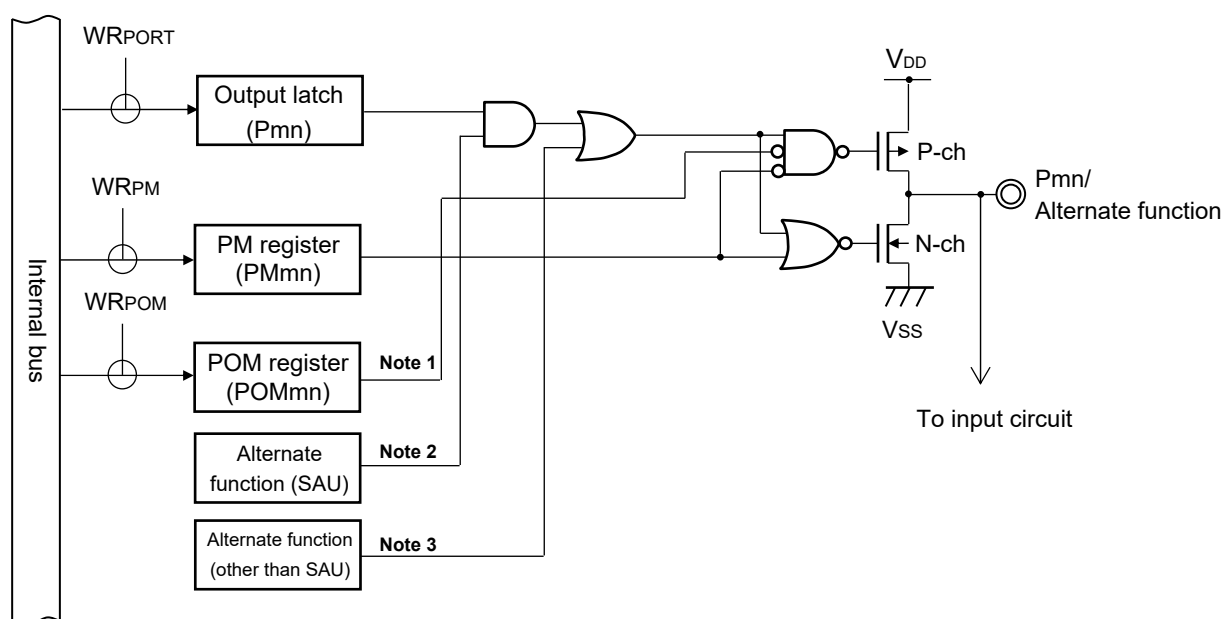 WRPORT
Output latch
(Pmn)
WRPM
PM register
(PMmn)
WRPOM
POM register
(POMmn)
Note 1
Alternate
function (SAU)
Note 2
Alternate function
(other than SAU)
Note 3
Internal bus
VDD
P-ch
Pmn/
Alternate function
N-ch
VSS
To input circuit